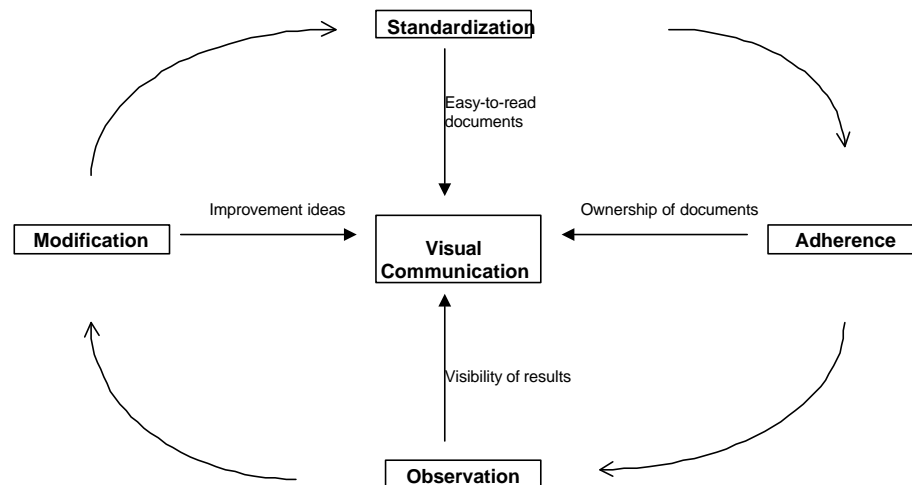 Standardization
Easy-to-read
documents
Improvement ideas
Ownership of documents
Modification
Visual
Communication
Adherence
Visibility of results
Observation